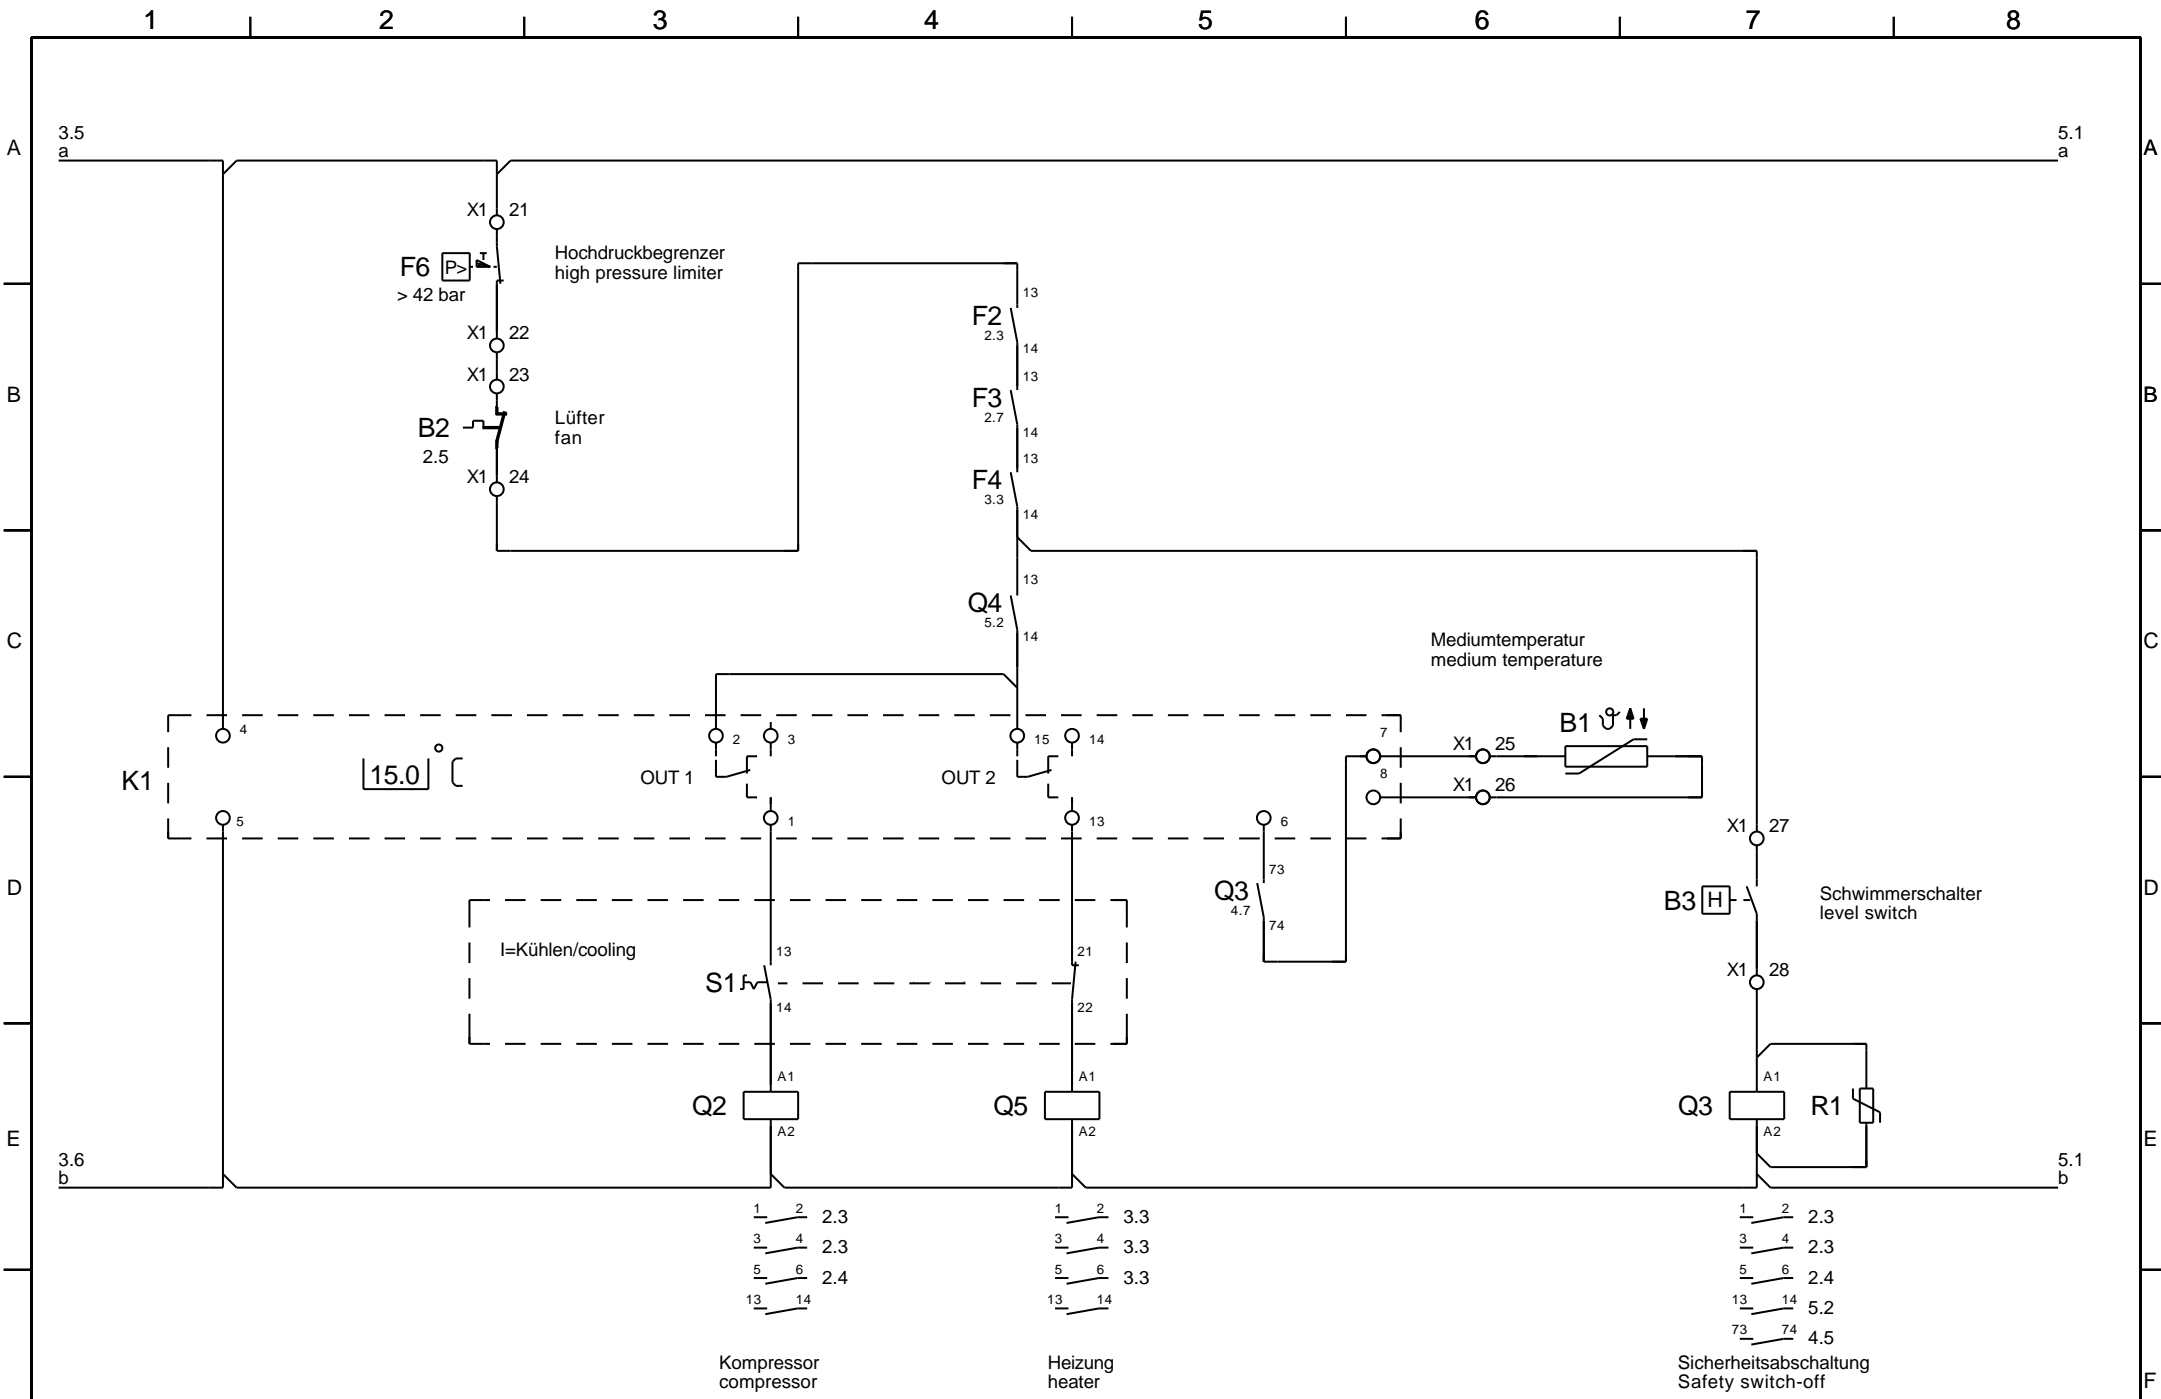 1 2 3 4 5 6 7 8
A A
3.5 5.1
a a
X1 21
F6 P>
> 42 bar
Hochdruckbegrenzer
high pressure limiter
13
F2
2.3
14
X1 22
X1 23
B B
B2
2.5
Lüfter
fan
X1 24
13
F3
2.7
14
13
F4
3.3
14
13
Q4
5.2
14
C C
Mediumtemperatur
medium temperature
K1
4
15.0
5
2 3
OUT 1
1
15 14
OUT 2
13
6
7
8
X1 25
X1 26
B1
X1 27
D D
73
Q3
4.7
74
B3 H
Schwimmerschalter
level switch
X1 28
I=Kühlen/cooling
13
S1
14
21
22
A1
Q2
A2
A1
Q5
A2
A1
Q3
A2
R1
E E
3.6 5.1
b b
1 2 2.3
3 4 2.3
5 6 2.4
13 14
1 2 3.3
3 4 3.3
5 6 3.3
13 14
1 2 2.3
3 4 2.3
5 6 2.4
13 14 5.2
73 74 4.5
Kompressor
compressor
Heizung
heater
Sicherheitsabschaltung
Safety switch-off
F